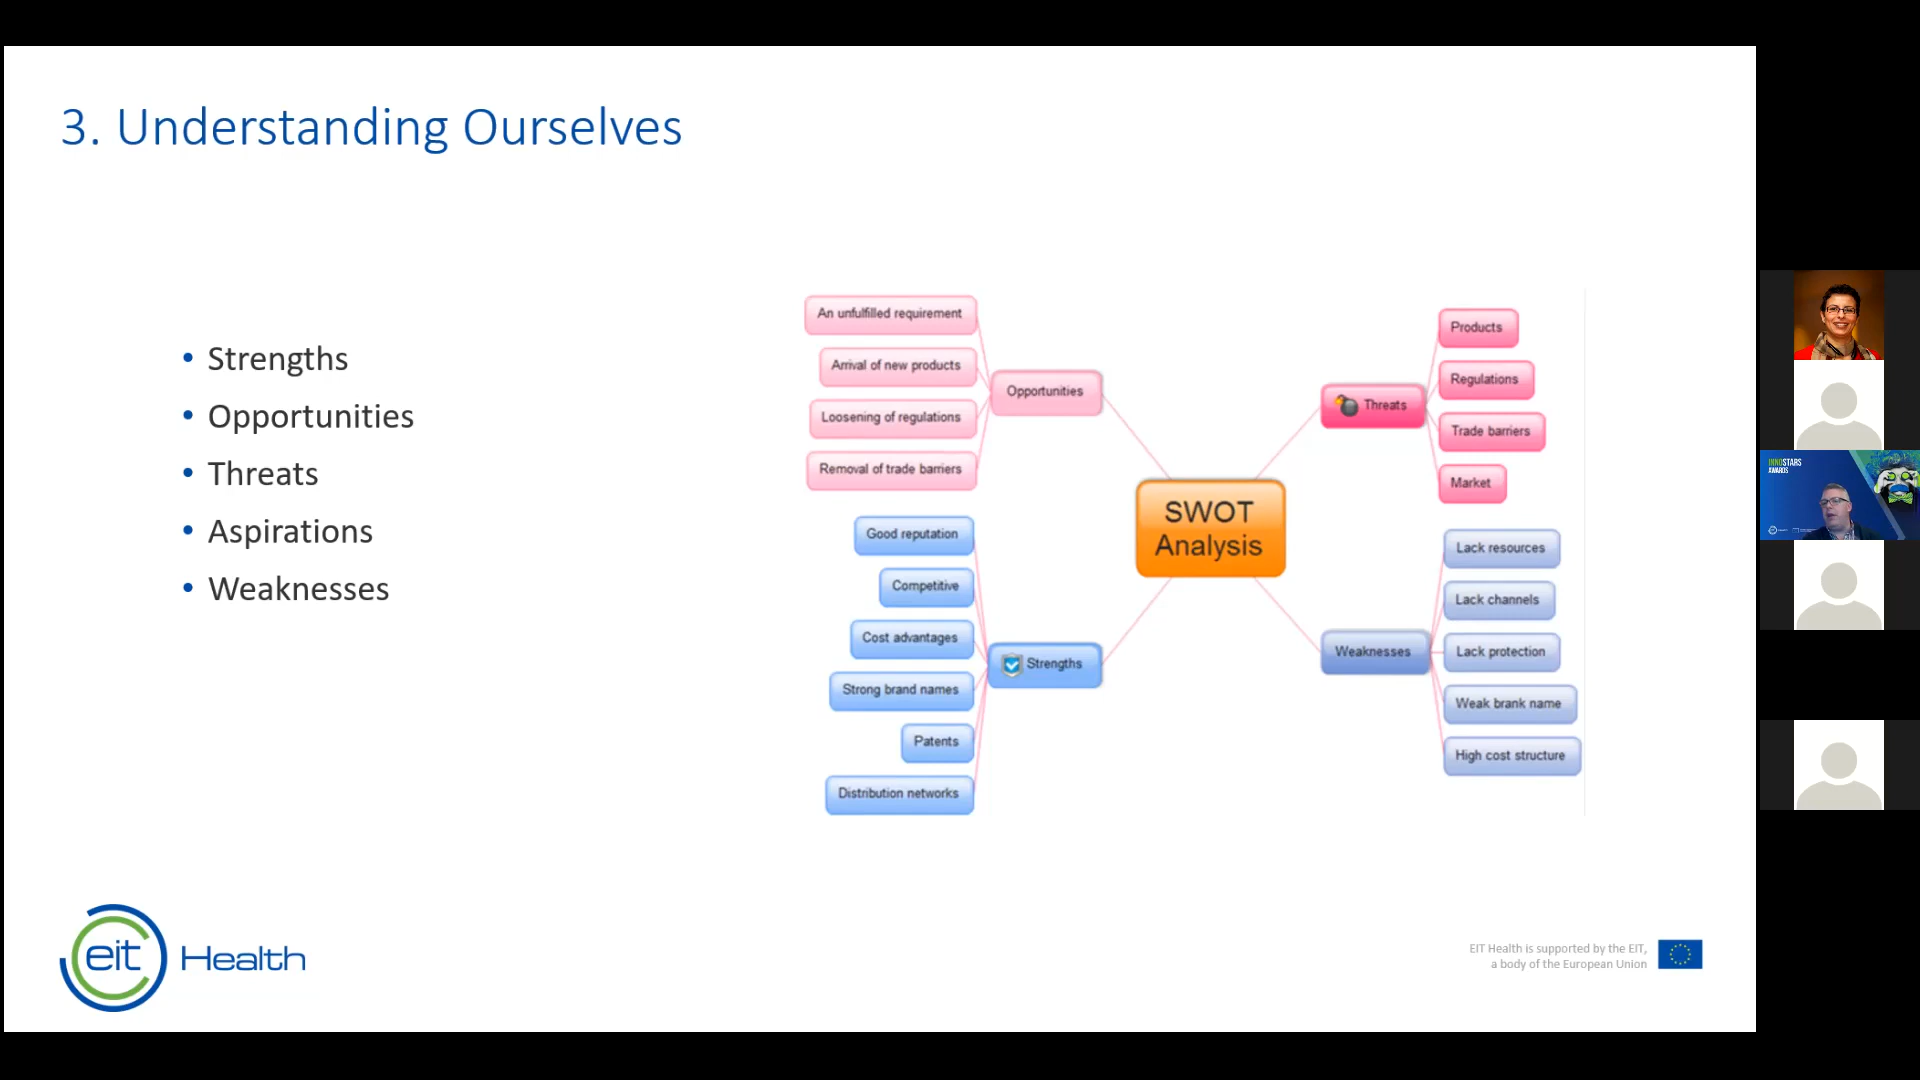 3. Understanding Ourselves
• Strengths
• Opportunities
• Threats
• Aspirations
• Weaknesses
An unfulfilled requirement
Arrival of new products
Loosening of regulations
Removal of trade barriers
Opportunities
Good reputation
Competitive
Cost advantages
Strong brand names
Patents
Distribution networks
Strengths
SWOT
Analysis
Threats
Products
Regulations
Trade barriers
Market
Weaknesses
Lack resources
Lack channels
Lack protection
Weak brank name
High cost structure
eit Health
EIT Health is supported by the EIT,
a body of the European Union
INNOSTARS
AWARDS